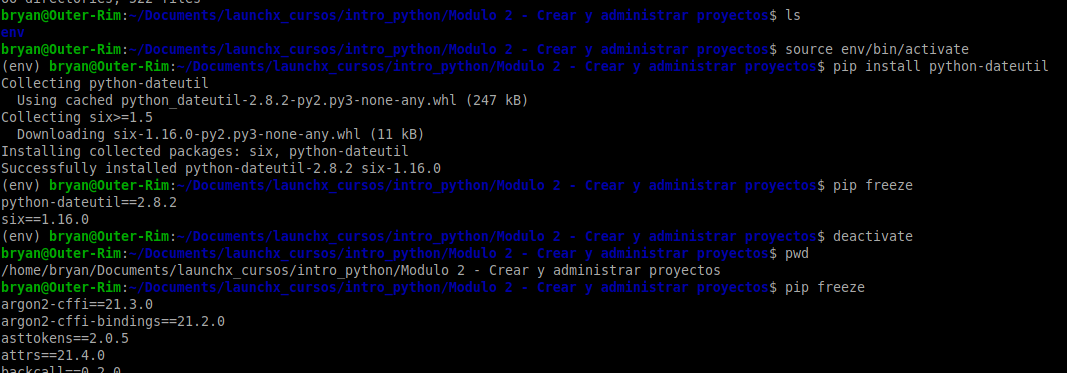 bryan@Outer-Rim:~/Documents/launchx_cursos/intro_python/Modulo 2 - Crear y administrar proyectos$ ls
env
bryan@Outer-Rim:~/Documents/launchx_cursos/intro_python/Modulo 2 - Crear y administrar proyectos$ source env/bin/activate
(env) bryan@Outer-Rim:~/Documents/launchx_cursos/intro_python/Modulo 2 - Crear y administrar proyectos$ pip install python-dateutil
Collecting python-dateutil
  Using cached python_dateutil-2.8.2-py2.py3-none-any.whl (247 kB)
Collecting six>=1.5
  Downloading six-1.16.0-py2.py3-none-any.whl (11 kB)
Installing collected packages: six, python-dateutil
Successfully installed python-dateutil-2.8.2 six-1.16.0
(env) bryan@Outer-Rim:~/Documents/launchx_cursos/intro_python/Modulo 2 - Crear y administrar proyectos$ pip freeze
python-dateutil==2.8.2
six==1.16.0
(env) bryan@Outer-Rim:~/Documents/launchx_cursos/intro_python/Modulo 2 - Crear y administrar proyectos$ deactivate
bryan@Outer-Rim:~/Documents/launchx_cursos/intro_python/Modulo 2 - Crear y administrar proyectos$ pwd
/home/bryan/Documents/launchx_cursos/intro_python/Modulo 2 - Crear y administrar proyectos
bryan@Outer-Rim:~/Documents/launchx_cursos/intro_python/Modulo 2 - Crear y administrar proyectos$ pip freeze
argon2-cffi==21.3.0
argon2-cffi-bindings==21.2.0
asttokens==2.0.5
attrs==21.4.0
backcall==0.2.0